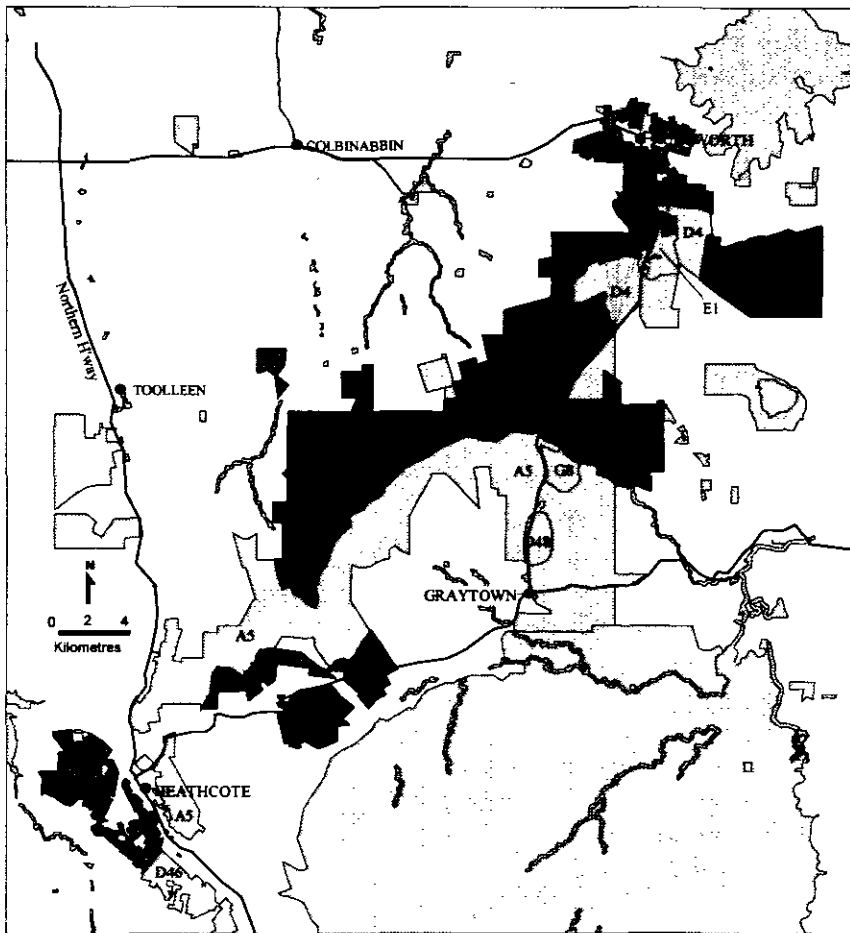 COLBINABBIN
WORTH
D4
D4
E1
Northern H'way
TOOLLEEN
A5
G8
N
GRAYTOWN
0 2 4
Kilometres
A5
HEATHCOTE
A5
D46